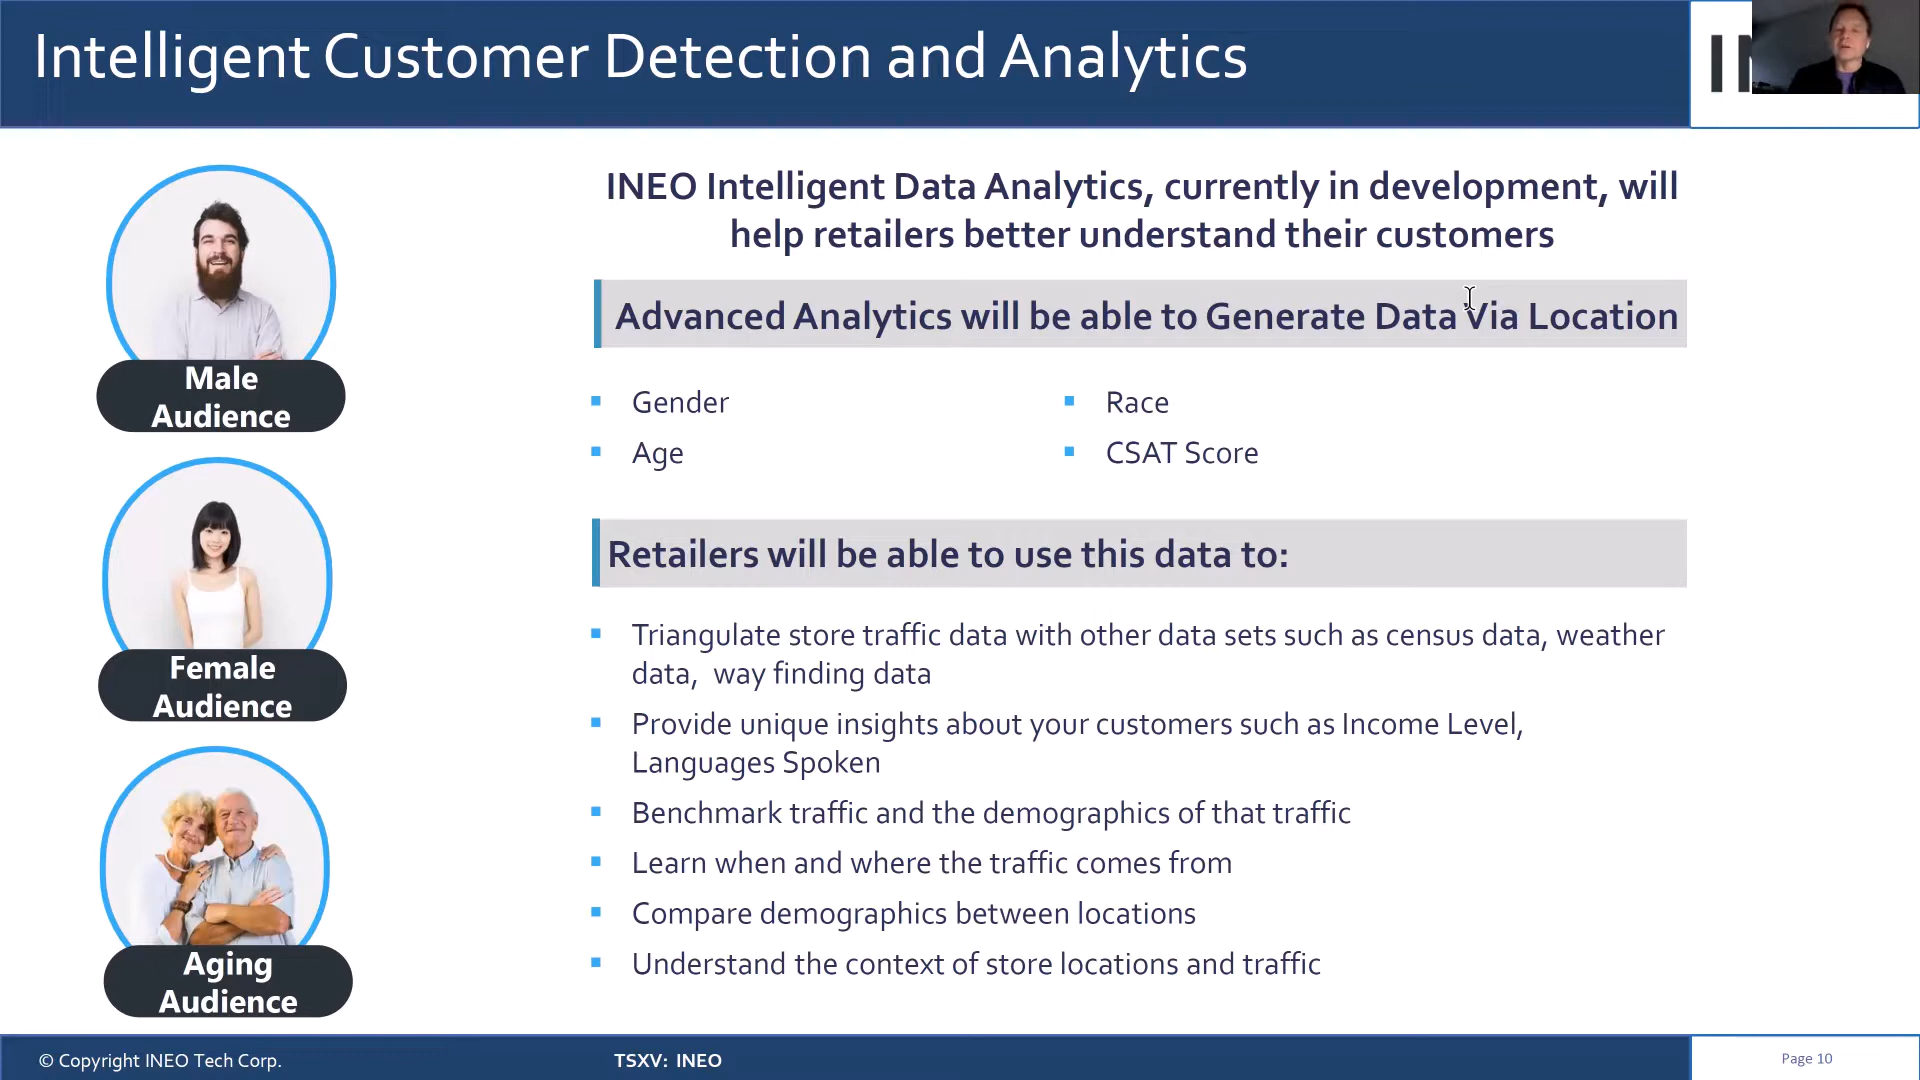 Intelligent Customer Detection and Analytics
INEO Intelligent Data Analytics, currently in development, will
help retailers better understand their customers
Advanced Analytics will be able to Generate Data Via Location
Gender
Age
Race
CSAT Score
Retailers will be able to use this data to:
Triangulate store traffic data with other data sets such as census data, weather
data, way finding data
Provide unique insights about your customers such as Income Level,
Languages Spoken
Benchmark traffic and the demographics of that traffic
Learn when and where the traffic comes from
Compare demographics between locations
Understand the context of store locations and traffic
Male
Audience
Female
Audience
Aging
Audience
© Copyright INEO Tech Corp.
TSXV: INEO
Page 10